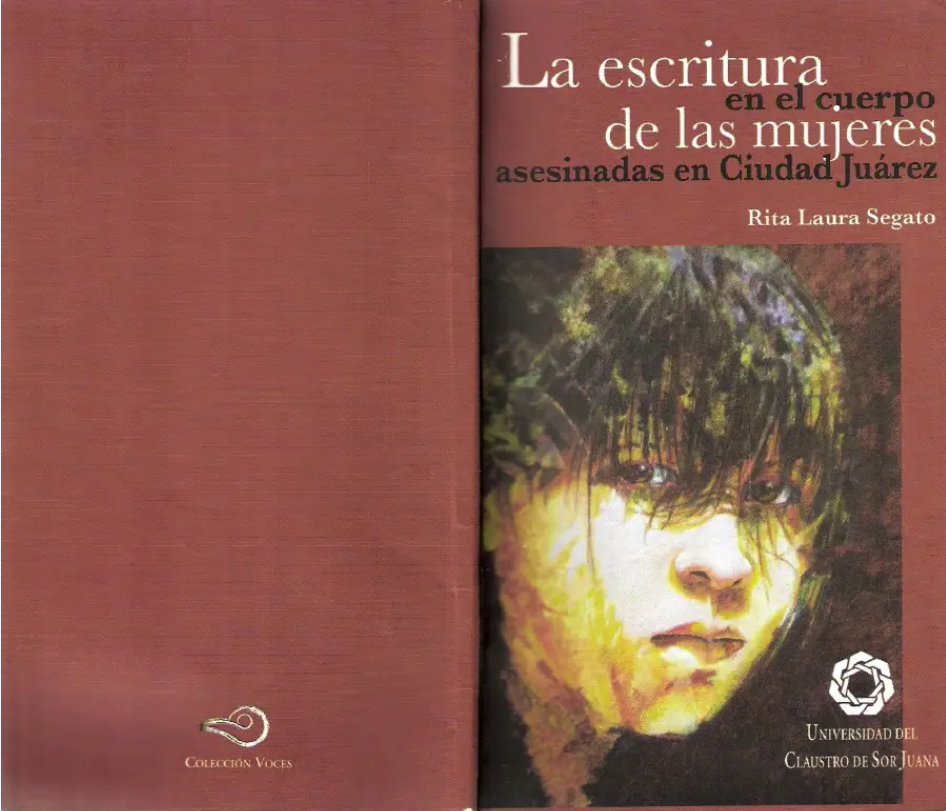 La escritura
en el cuerpo
de las mujeres
asesinadas en Ciudad Juárez
Rita Laura Segato
UNIVERSIDAD DEL
CLAUSTRO DE SOR JUANA
COLECCIÓN VOCES